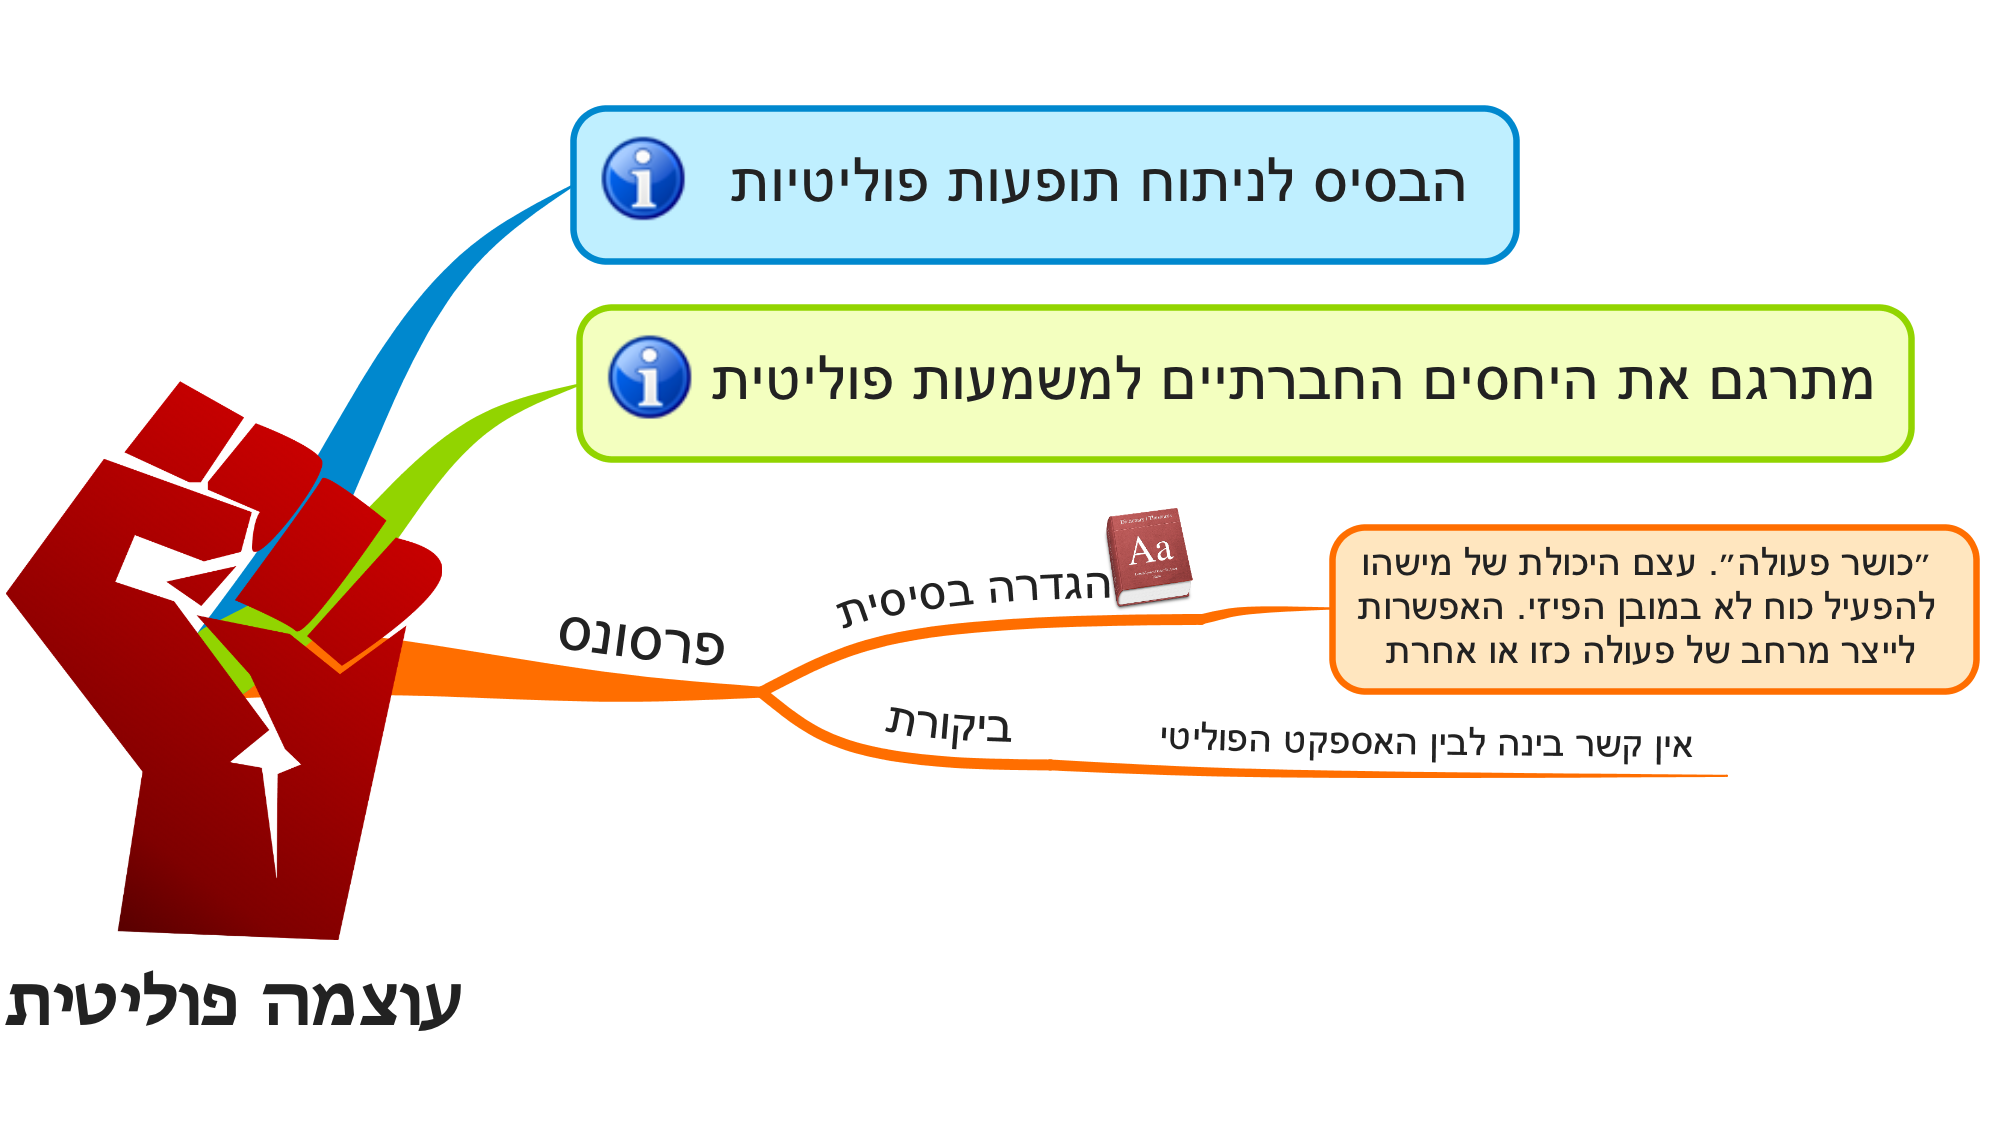 הבסיס לניתוח תופעות פוליטיות
מתרגם את היחסים החברתיים למשמעות פוליטית
פרסונס
הגדרה בסיסית
Aa
״כושר פעולה״. עצם היכולת של מישהו
להפעיל כוח לא במובן הפיזי. האפשרות
לייצר מרחב של פעולה כזו או אחרת
ביקורת
אין קשר בינה לבין האספקט הפוליטי
עוצמה פוליטית